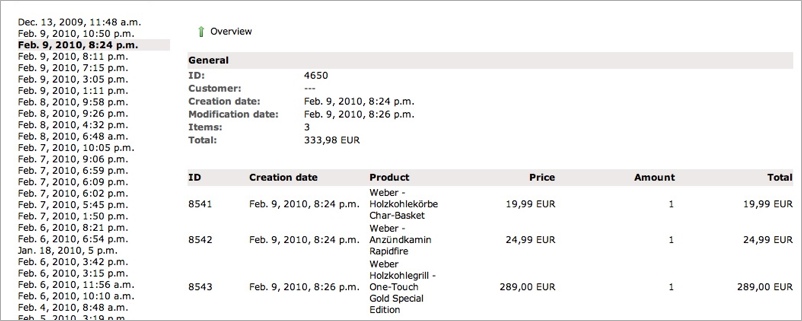 Dec. 13, 2009, 11:48 a.m.
Feb. 9, 2010, 10:50 p.m.
Feb. 9, 2010, 8:24 p.m.
Feb. 9, 2010, 8:11 p.m.
Feb. 9, 2010, 7:15 p.m.
Feb. 9, 2010, 3:05 p.m.
Feb. 9, 2010, 1:11 p.m.
Feb. 8, 2010, 9:58 p.m.
Feb. 8, 2010, 9:26 p.m.
Feb. 8, 2010, 4:32 p.m.
Feb. 8, 2010, 6:48 a.m.
Feb. 7, 2010, 10:05 p.m.
Feb. 7, 2010, 9:06 p.m.
Feb. 7, 2010, 6:59 p.m.
Feb. 7, 2010, 6:09 p.m.
Feb. 7, 2010, 6:02 p.m.
Feb. 7, 2010, 5:45 p.m.
Feb. 7, 2010, 1:50 p.m.
Feb. 6, 2010, 8:21 p.m.
Feb. 6, 2010, 6:54 p.m.
Jan. 18, 2010, 5 p.m.
Feb. 6, 2010, 3:42 p.m.
Feb. 6, 2010, 3:15 p.m.
Feb. 6, 2010, 11:56 a.m.
Feb. 6, 2010, 10:10 a.m.
Feb. 4, 2010, 8:48 a.m.
Feb. 5, 2010, 3:19 p.m.
Overview
General
ID: 4650
Customer: ---
Creation date: Feb. 9, 2010, 8:24 p.m.
Modification date: Feb. 9, 2010, 8:26 p.m.
Items: 3
Total: 333,98 EUR
ID Creation date Product Price Amount Total
Weber -
8541 Feb. 9, 2010, 8:24 p.m. Holzkohlekörbe 19,99 EUR 1 19,99 EUR
Char-Basket
Weber -
8542 Feb. 9, 2010, 8:24 p.m. Anzündkamin 24,99 EUR 1 24,99 EUR
Rapidfire
Weber
Holzkohlegrill -
8543 Feb. 9, 2010, 8:26 p.m. One-Touch 289,00 EUR 1 289,00 EUR
Gold Special
Edition